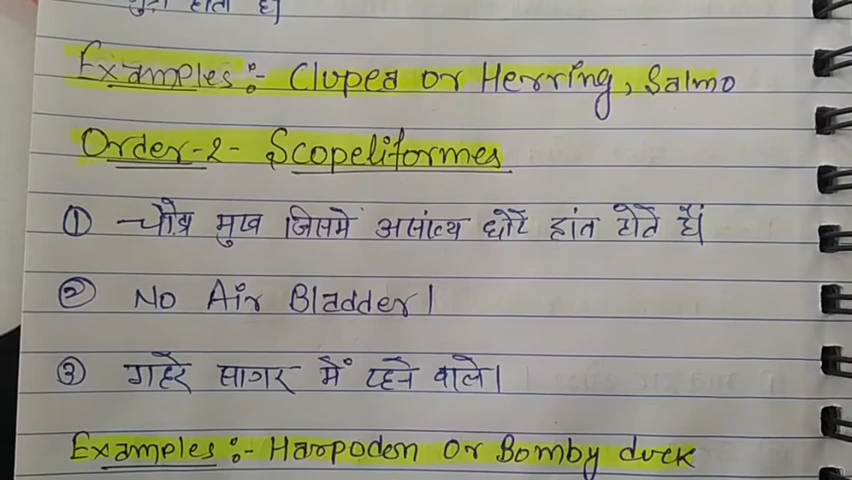 होता है।
Examples:- Clupea or Herring, Salmo
Order-2- Scopeliformes
① चौड़ा मुख जिसमें असंख्य छोटे दांत होते हैं।
② No Air Bladder।
③ गहरे सागर में रहने वाले।
Examples:- Harpodon or Bomby duck